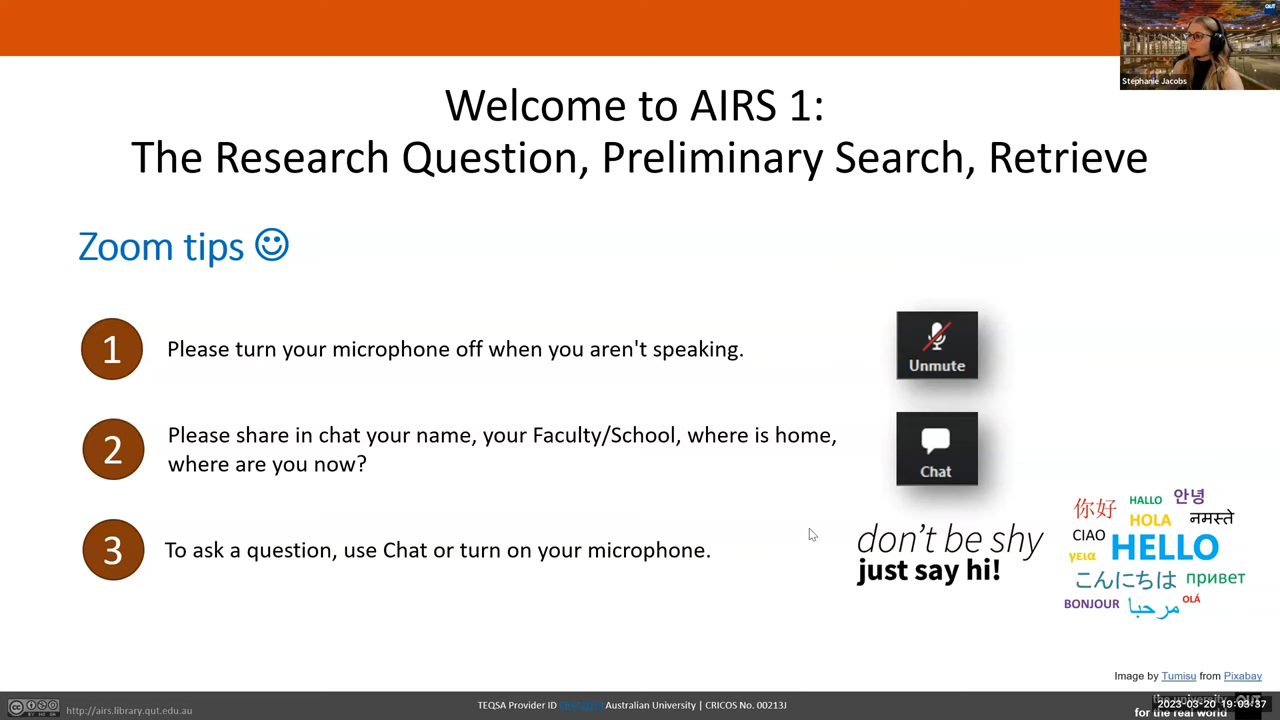 QUT
Stephanie Jacobs
Welcome to AIRS 1:
The Research Question, Preliminary Search, Retrieve
Zoom tips ☺
1
Please turn your microphone off when you aren't speaking.
Unmute
2
Please share in chat your name, your Faculty/School, where is home,
where are you now?
Chat
3
To ask a question, use Chat or turn on your microphone.
don't be shy
just say hi!
你好 HALLO 안녕
CIAO HOLA नमस्ते
γεια HELLO
こんにちは привет
BONJOUR مرحبا OLÁ
Image by Tumisu from Pixabay
http://airs.library.qut.edu.au
TEQSA Provider ID Australian University | CRICOS No. 00213J
the university
for the real world
QUT
2023-03-20 19:03:37